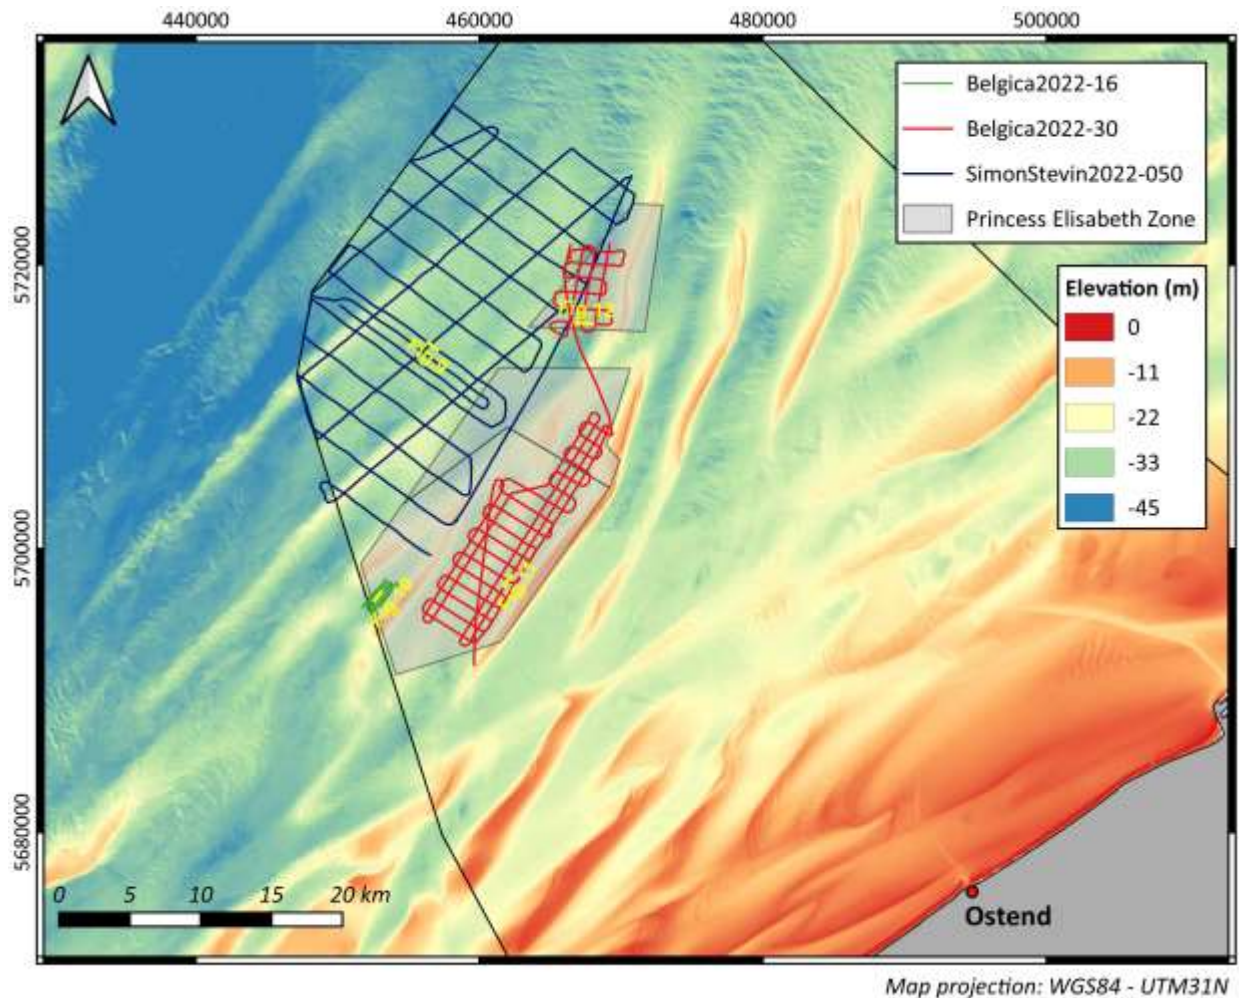 440000 460000 480000 500000
Belgica2022-16
Belgica2022-30
SimonStevin2022-050
Princess Elisabeth Zone
5720000
Elevation (m)
0
-11
-22
-33
-45
5700000
5680000
0 5 10 15 20 km
Ostend
Map projection: WGS84 - UTM31N